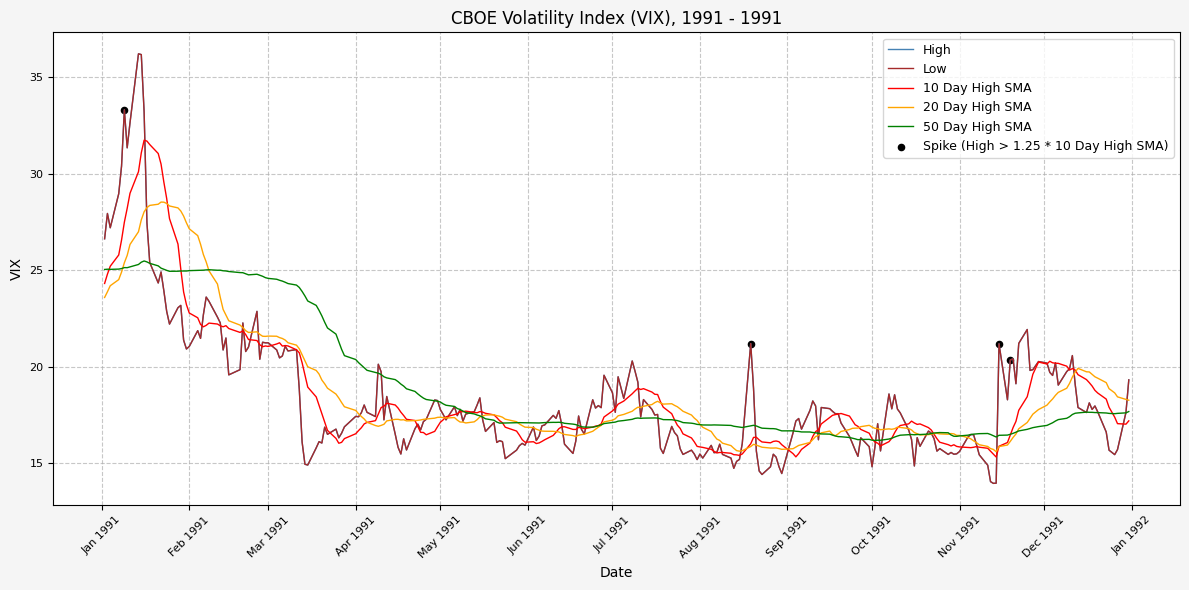 CBOE Volatility Index (VIX), 1991 - 1991
High
Low
10 Day High SMA
20 Day High SMA
50 Day High SMA
Spike (High > 1.25 * 10 Day High SMA)
VIX
35
30
25
20
15
Jan 1991
Feb 1991
Mar 1991
Apr 1991
May 1991
Jun 1991
Jul 1991
Aug 1991
Sep 1991
Oct 1991
Nov 1991
Dec 1991
Jan 1992
Date